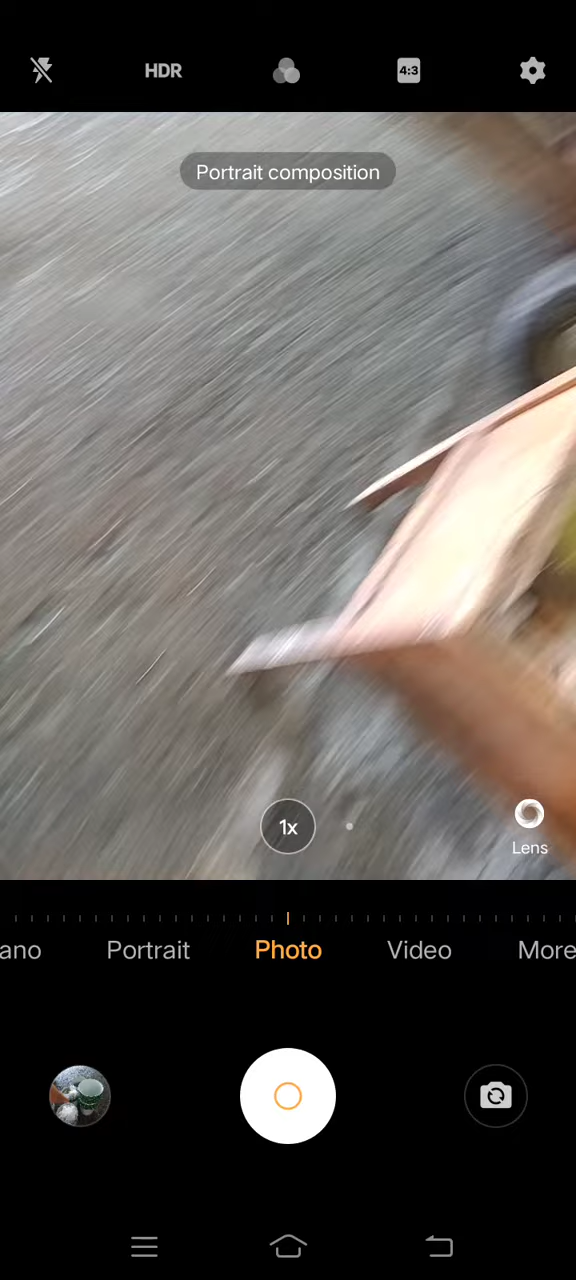 HDR
4:3
Portrait composition
1x
Lens
ano
Portrait
Photo
Video
More